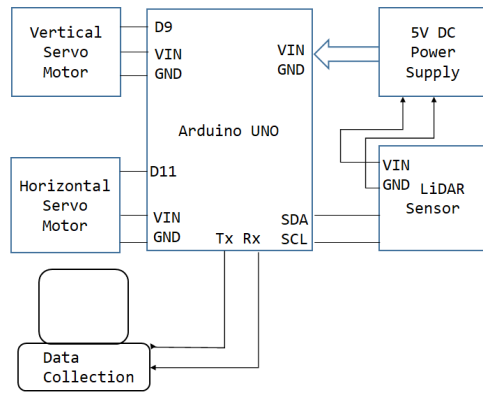 Vertical
Servo
Motor
D9
VIN
GND
VIN
GND
5V DC
Power
Supply
Arduino UNO
Horizontal
Servo
Motor
D11
VIN
GND
Tx Rx
SDA
SCL
VIN
GND
LiDAR
Sensor
Data
Collection